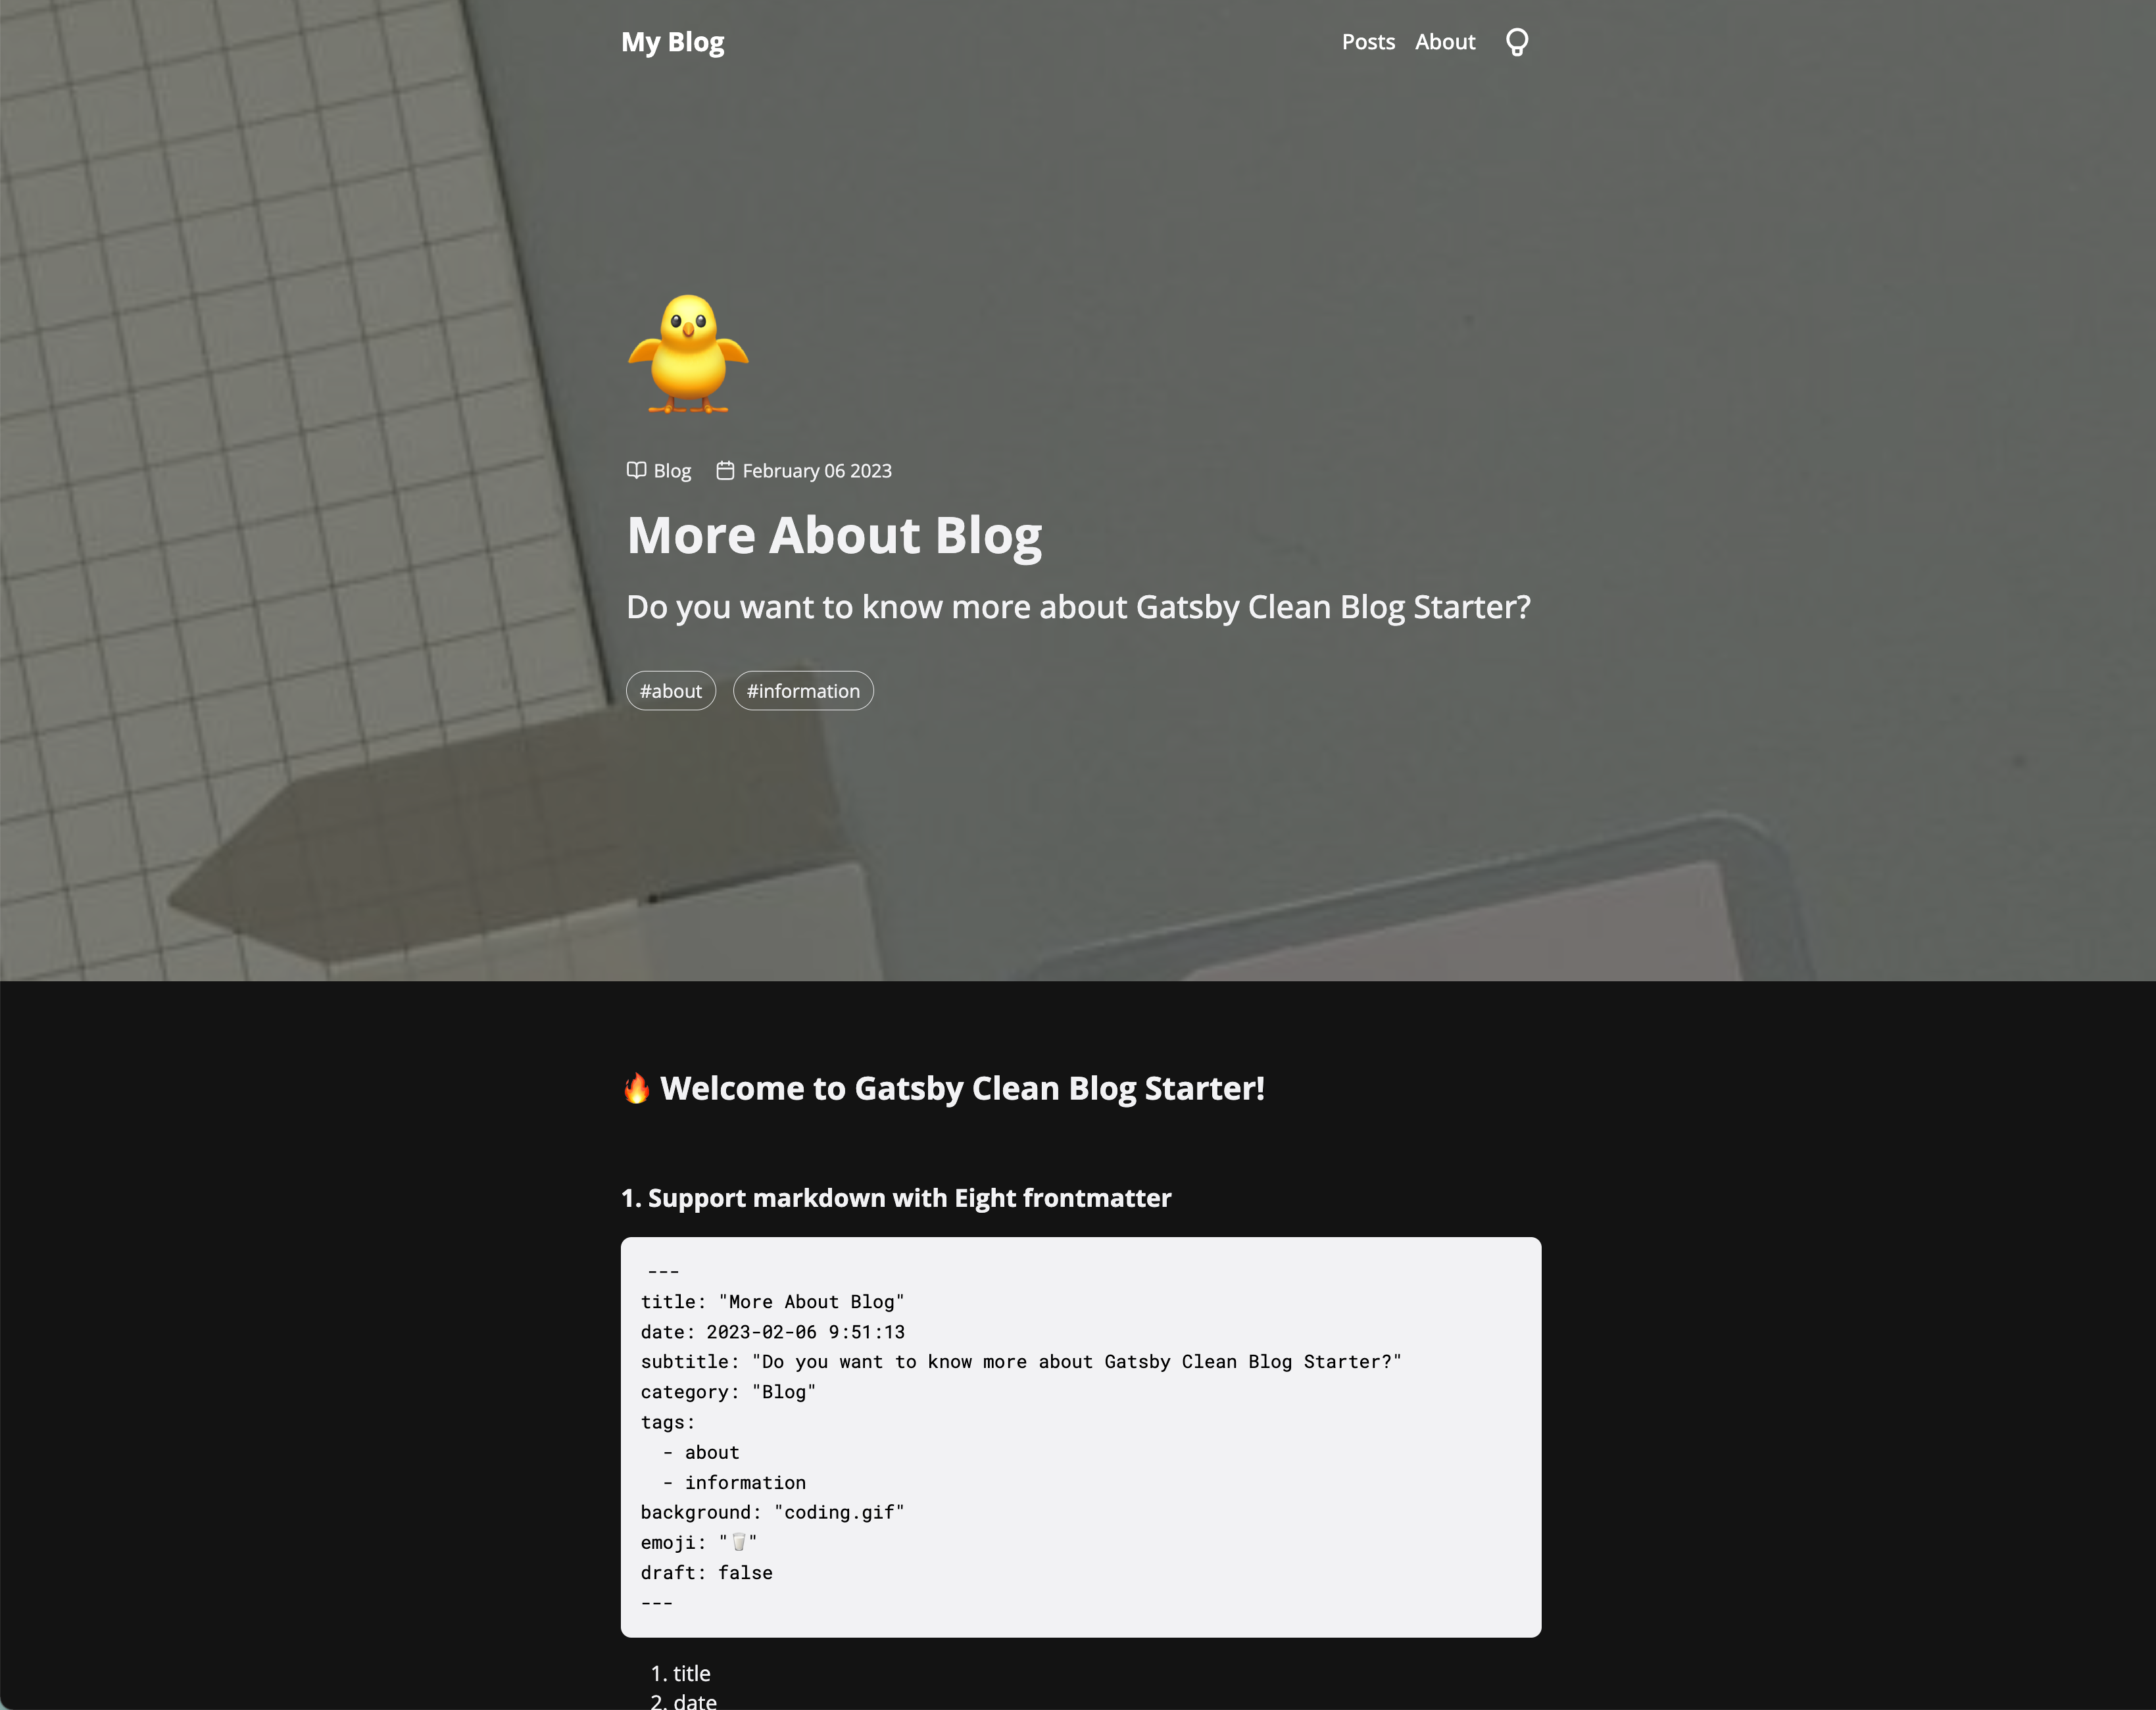 My Blog
Posts About
Blog February 06 2023
More About Blog
Do you want to know more about Gatsby Clean Blog Starter?
#about #information
🔥 Welcome to Gatsby Clean Blog Starter!
1. Support markdown with Eight frontmatter
---
title: "More About Blog"
date: 2023-02-06 9:51:13
subtitle: "Do you want to know more about Gatsby Clean Blog Starter?"
category: "Blog"
tags:
  - about
  - information
background: "coding.gif"
emoji: "🥛"
draft: false
---
1. title
2. date